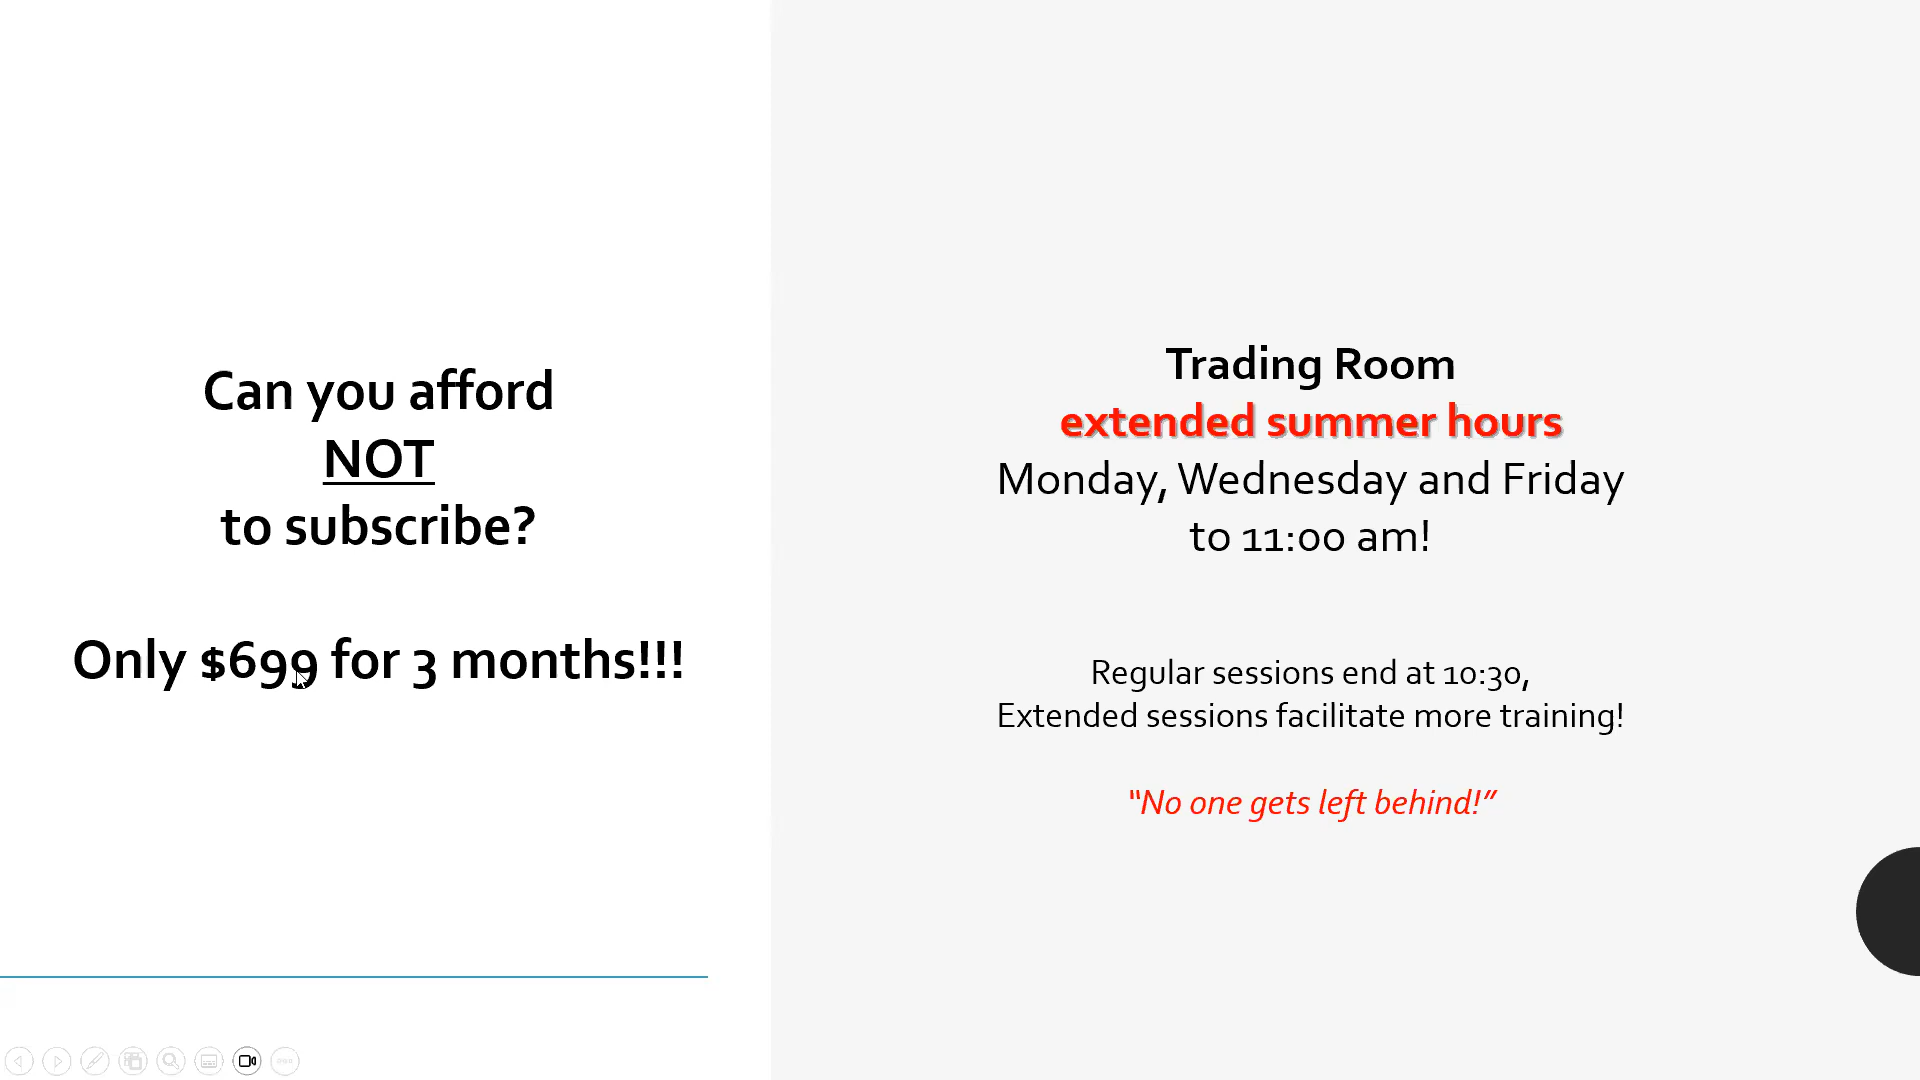 Can you afford
NOT
to subscribe?
Only $699 for 3 months!!!
Trading Room
extended summer hours
Monday, Wednesday and Friday
to 11:00 am!
Regular sessions end at 10:30,
Extended sessions facilitate more training!
“No one gets left behind!”